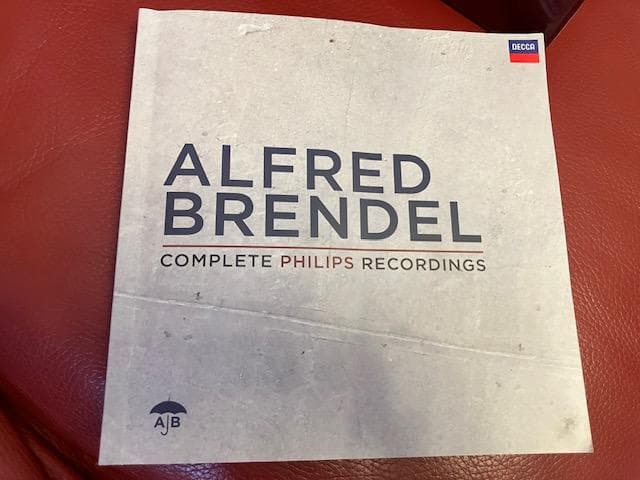 DECCA
ALFRED
BRENDEL
COMPLETE PHILIPS RECORDINGS
AJB